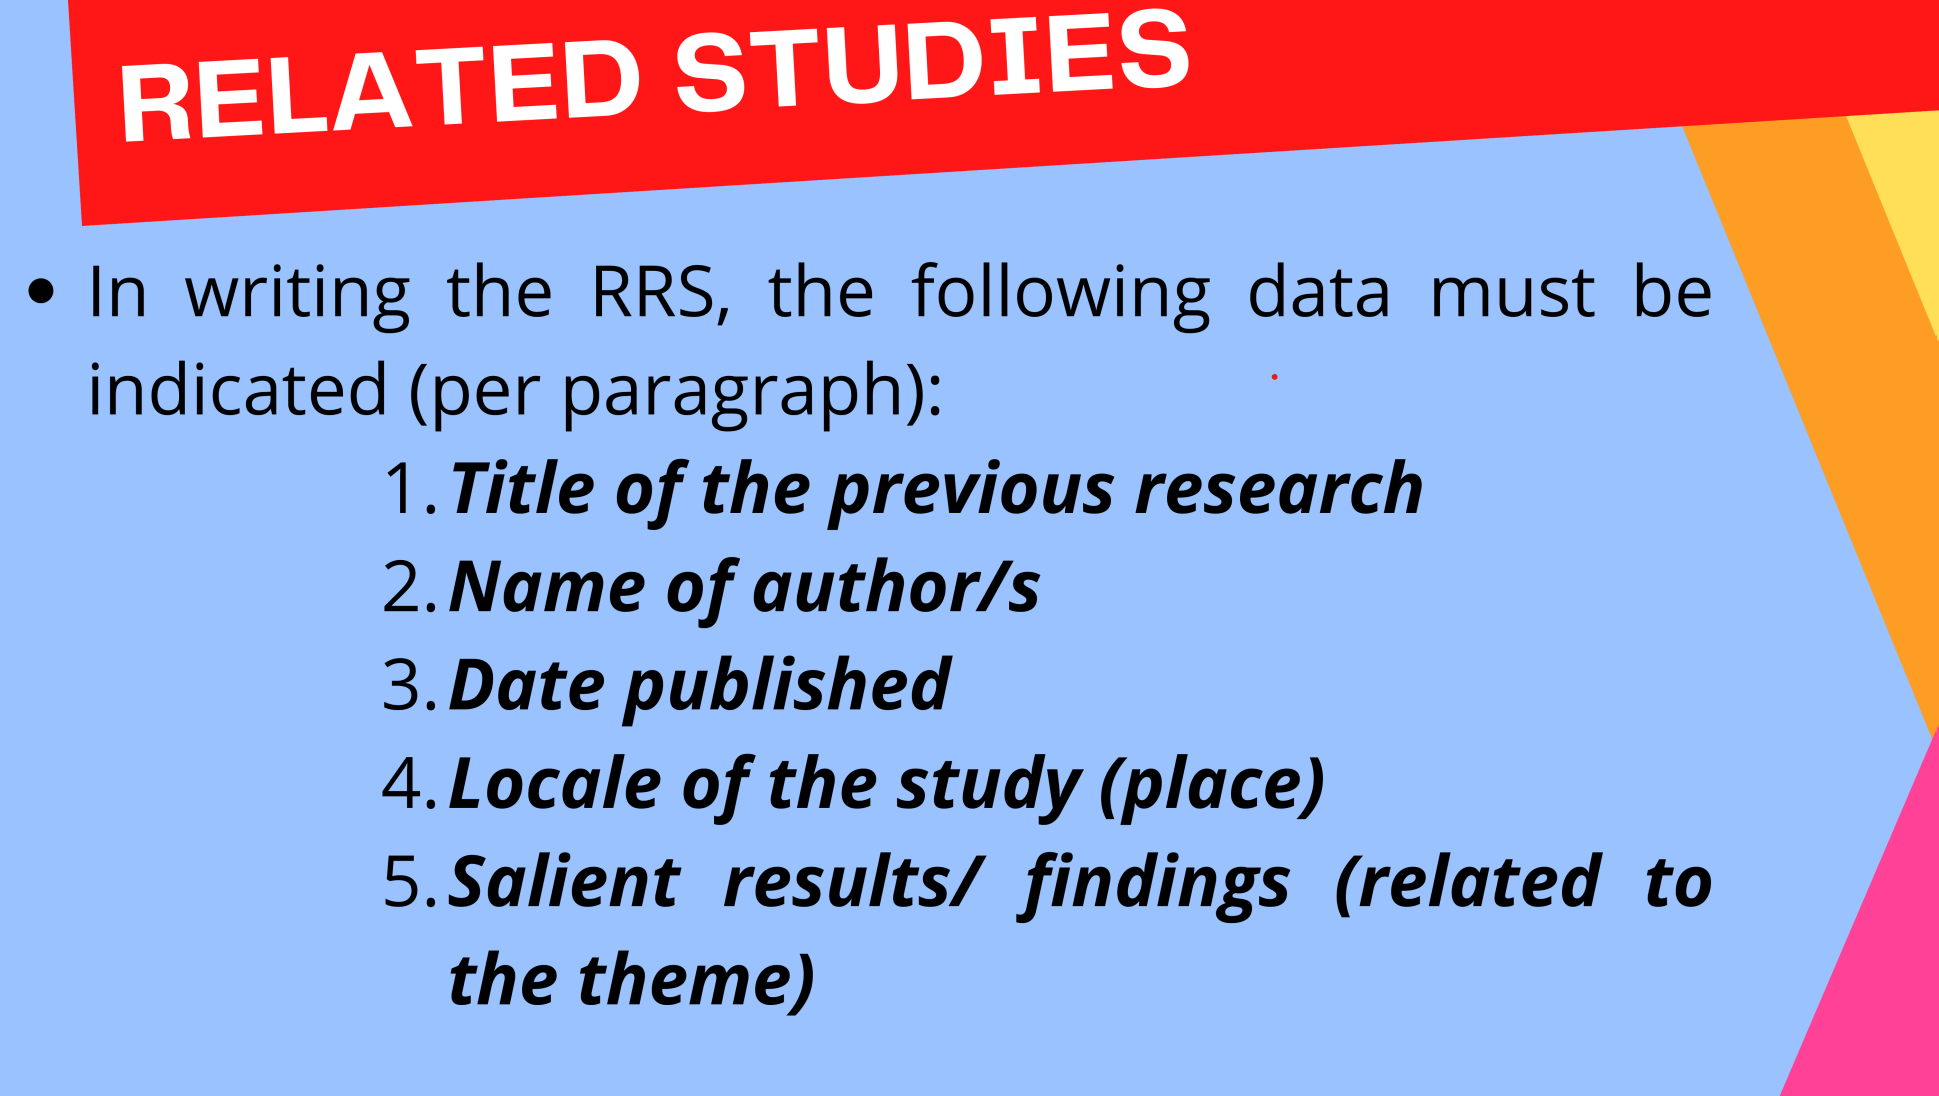 RELATED STUDIES
• In writing the RRS, the following data must be
indicated (per paragraph):
1. Title of the previous research
2. Name of author/s
3. Date published
4. Locale of the study (place)
5. Salient results/ findings (related to
the theme)